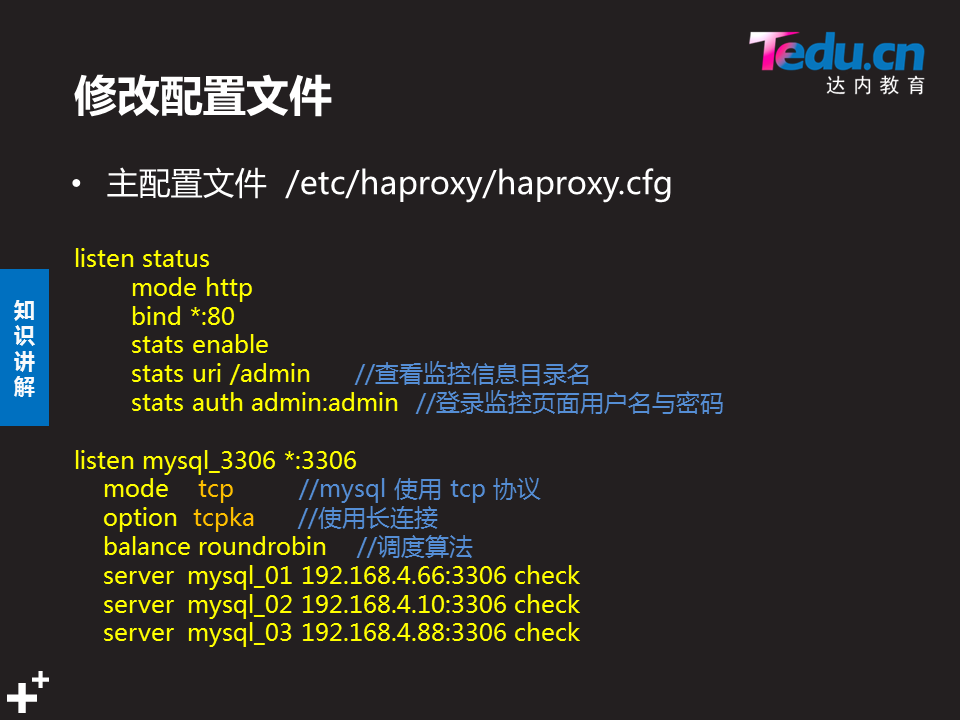 Tedu.cn
达内教育
修改配置文件
• 主配置文件 /etc/haproxy/haproxy.cfg
listen status
mode http
bind *:80
stats enable
stats uri /admin //查看监控信息目录名
stats auth admin:admin //登录监控页面用户名与密码
知识讲解
listen mysql_3306 *:3306
mode tcp //mysql 使用 tcp 协议
option tcpka //使用长连接
balance roundrobin //调度算法
server mysql_01 192.168.4.66:3306 check
server mysql_02 192.168.4.10:3306 check
server mysql_03 192.168.4.88:3306 check